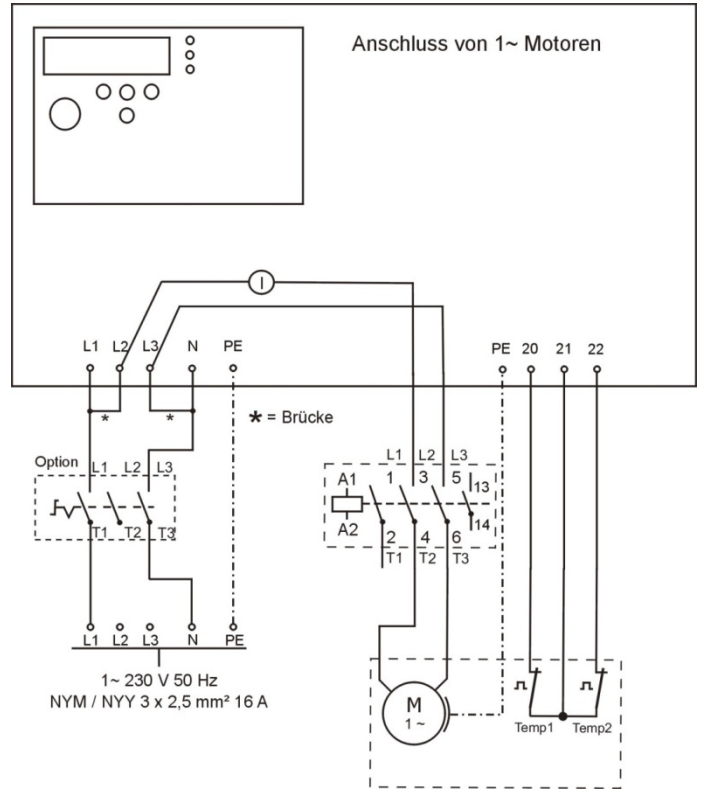 Anschluss von 1~ Motoren
I
L1 L2 L3 N PE
PE 20 21 22
* *
* = Brücke
Option
L1 L2 L3
T1 T2 T3
L1 L2 L3
A1 1 3 5 13
A2 2 4 6 14
T1 T2 T3
L1 L2 L3 N PE
1~ 230 V 50 Hz
NYM / NYY 3 x 2,5 mm² 16 A
M
1 ~
Temp1 Temp2